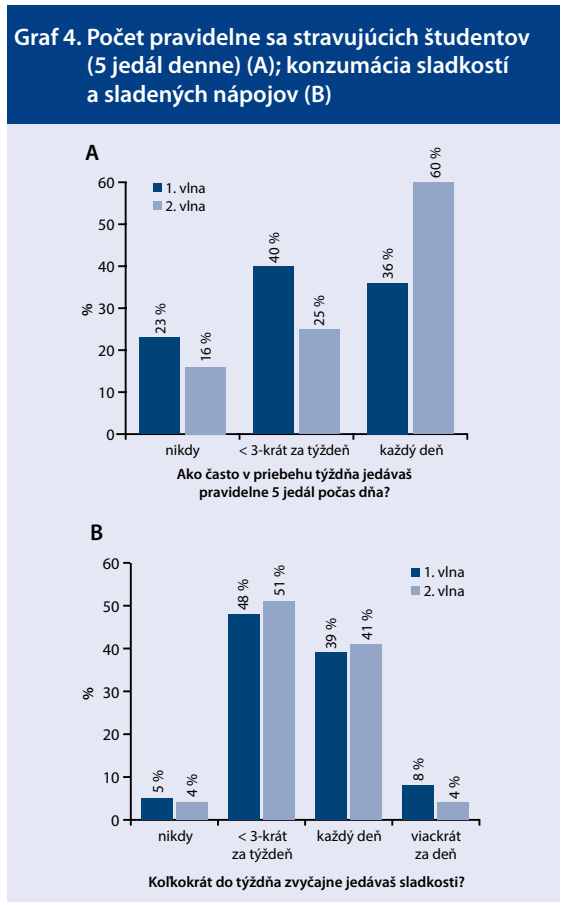 Graf 4. Počet pravidelne sa stravujúcich študentov
(5 jedál denne) (A); konzumácia sladkostí
a sladených nápojov (B)
A
1. vlna
2. vlna
%
60
50
40
30
20
10
0
23 %
16 %
40 %
25 %
36 %
60 %
nikdy
< 3-krát za týždeň
každý deň
Ako často v priebehu týždňa jedávaš
pravidelne 5 jedál počas dňa?
B
1. vlna
2. vlna
%
60
50
40
30
20
10
0
5 %
4 %
48 %
51 %
39 %
41 %
8 %
4 %
nikdy
< 3-krát
za týždeň
každý deň
viackrát
za deň
Koľkokrát do týždňa zvyčajne jedávaš sladkosti?